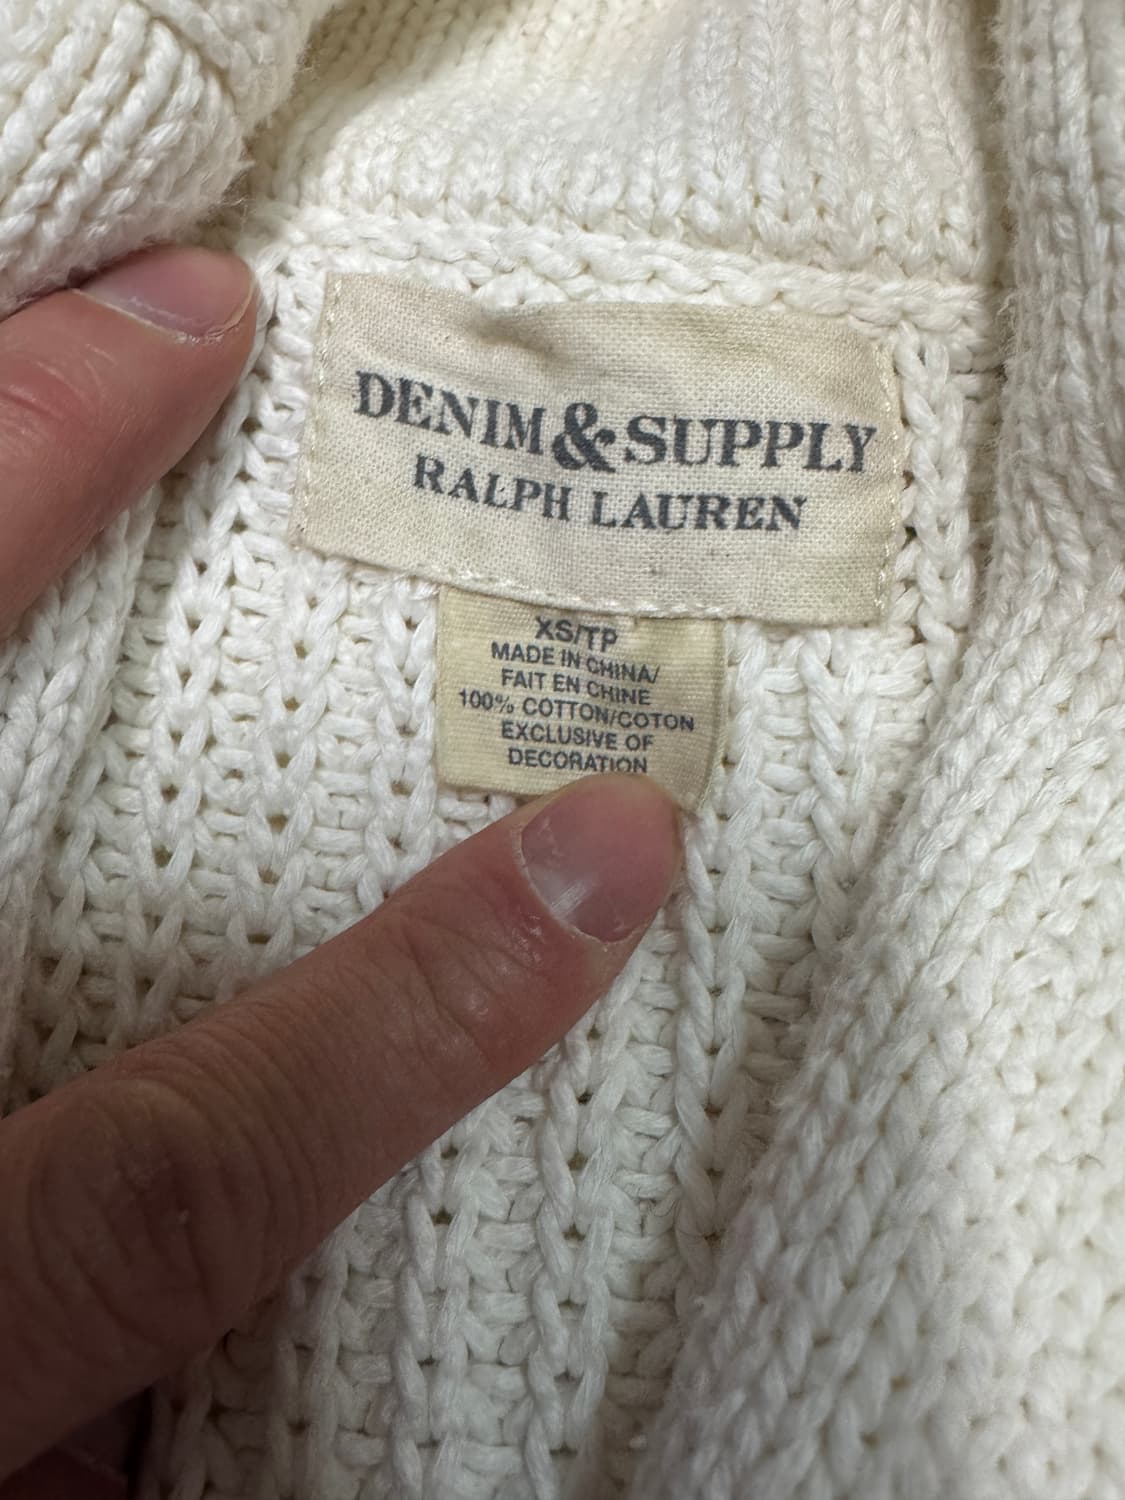 DENIM&SUPPLY
RALPH LAUREN
XS/TP
MADE IN CHINA/
FAIT EN CHINE
100% COTTON/COTON
EXCLUSIVE OF
DECORATION